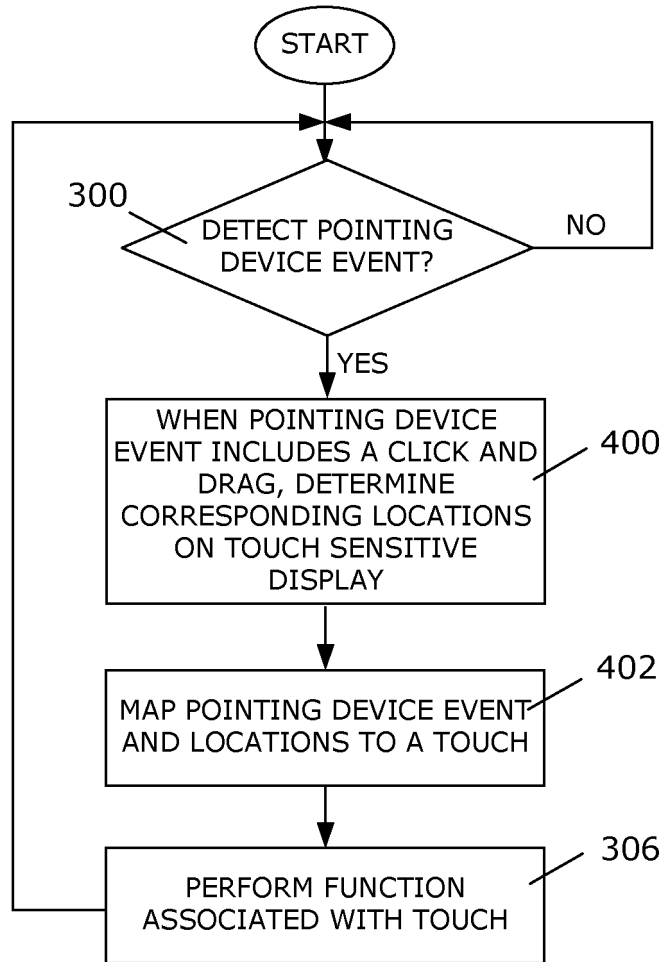 START
300
DETECT POINTING
DEVICE EVENT?
NO
YES
WHEN POINTING DEVICE
EVENT INCLUDES A CLICK AND
DRAG, DETERMINE
CORRESPONDING LOCATIONS
ON TOUCH SENSITIVE
DISPLAY
400
MAP POINTING DEVICE EVENT
AND LOCATIONS TO A TOUCH
402
PERFORM FUNCTION
ASSOCIATED WITH TOUCH
306